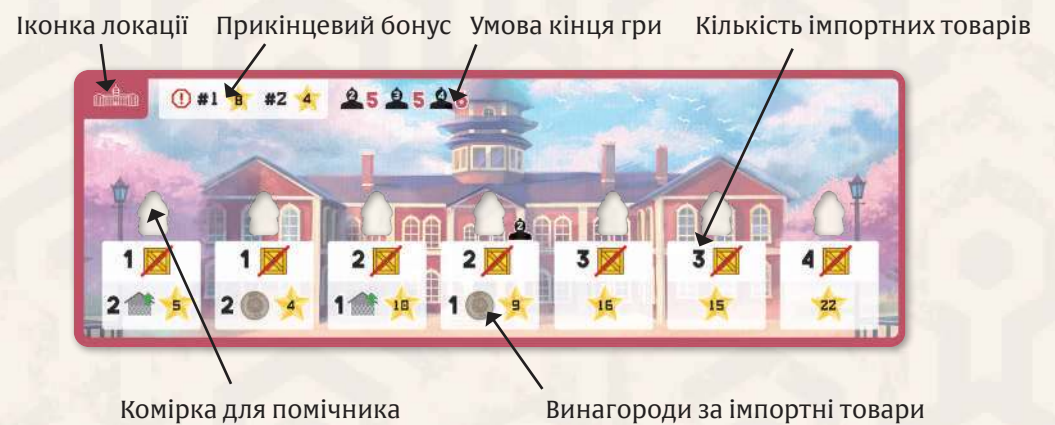 Іконка локації Прикінцевий бонус Умова кінця гри Кількість імпортних товарів
#1 8 #2 4 2 5 3 5 4
1 1 2 2 2 3 3 4
2 5 2 4 1 10 1 9 16 15 22
Комірка для помічника Винагороди за імпортні товари